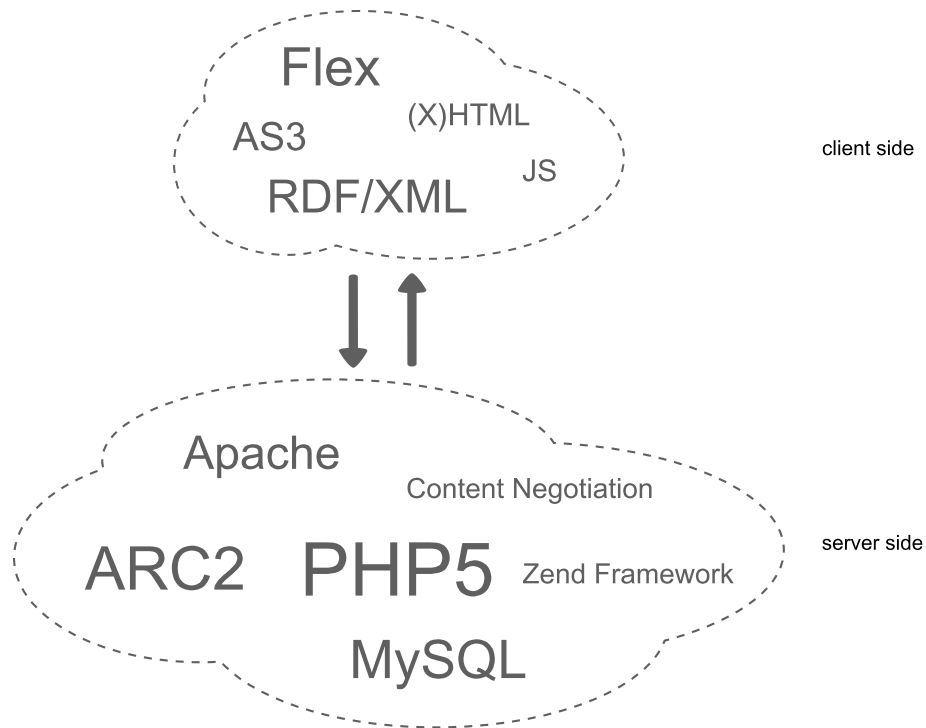 Flex
(X)HTML
AS3
client side
JS
RDF/XML
Apache
Content Negotiation
server side
ARC2
PHP5
Zend Framework
MySQL